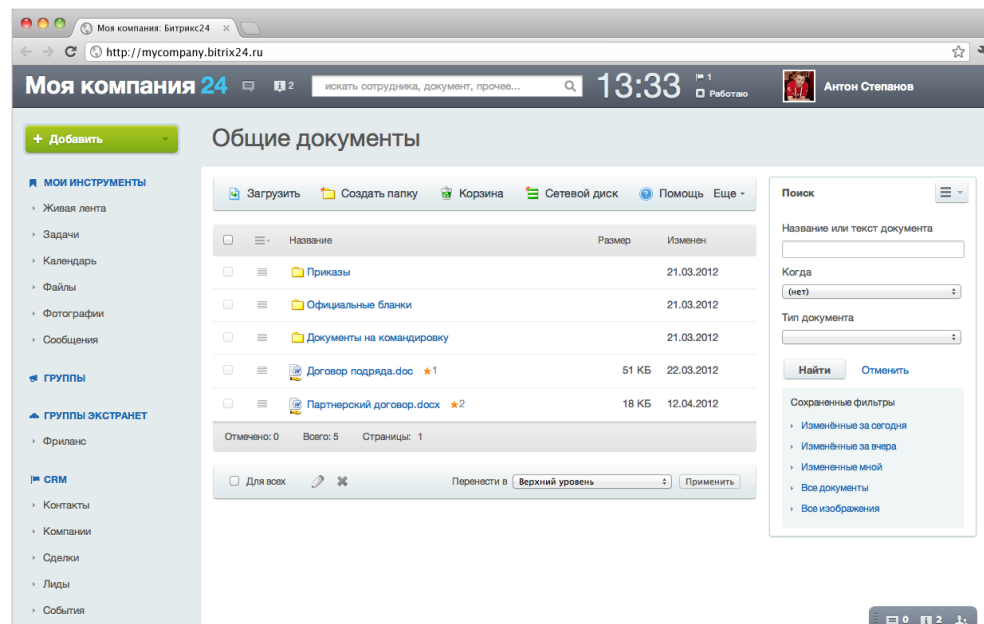 Моя компания: Битрикс24
http://mycompany.bitrix24.ru
Моя компания 24
2
искать сотрудника, документ, прочее...
13:33
1
Работаю
Антон Степанов
+ Добавить
Общие документы
МОИ ИНСТРУМЕНТЫ
Живая лента
Задачи
Календарь
Файлы
Фотографии
Сообщения
ГРУППЫ
ГРУППЫ ЭКСТРАНЕТ
Фриланс
CRM
Контакты
Компании
Сделки
Лиды
События
Загрузить Создать папку Корзина Сетевой диск Помощь Еще
Название Размер Изменен
Приказы 21.03.2012
Официальные бланки 21.03.2012
Документы на командировку 21.03.2012
Договор подряда.doc ★1 51 КБ 22.03.2012
Партнерский договор.docx ★2 18 КБ 12.04.2012
Отмечено: 0 Всего: 5 Страницы: 1
Для всех Перенести в Верхний уровень Применить
Поиск
Название или текст документа
Когда
(нет)
Тип документа
Найти Отменить
Сохраненные фильтры
Изменённые за сегодня
Изменённые за вчера
Измененные мной
Все документы
Все изображения
0 2